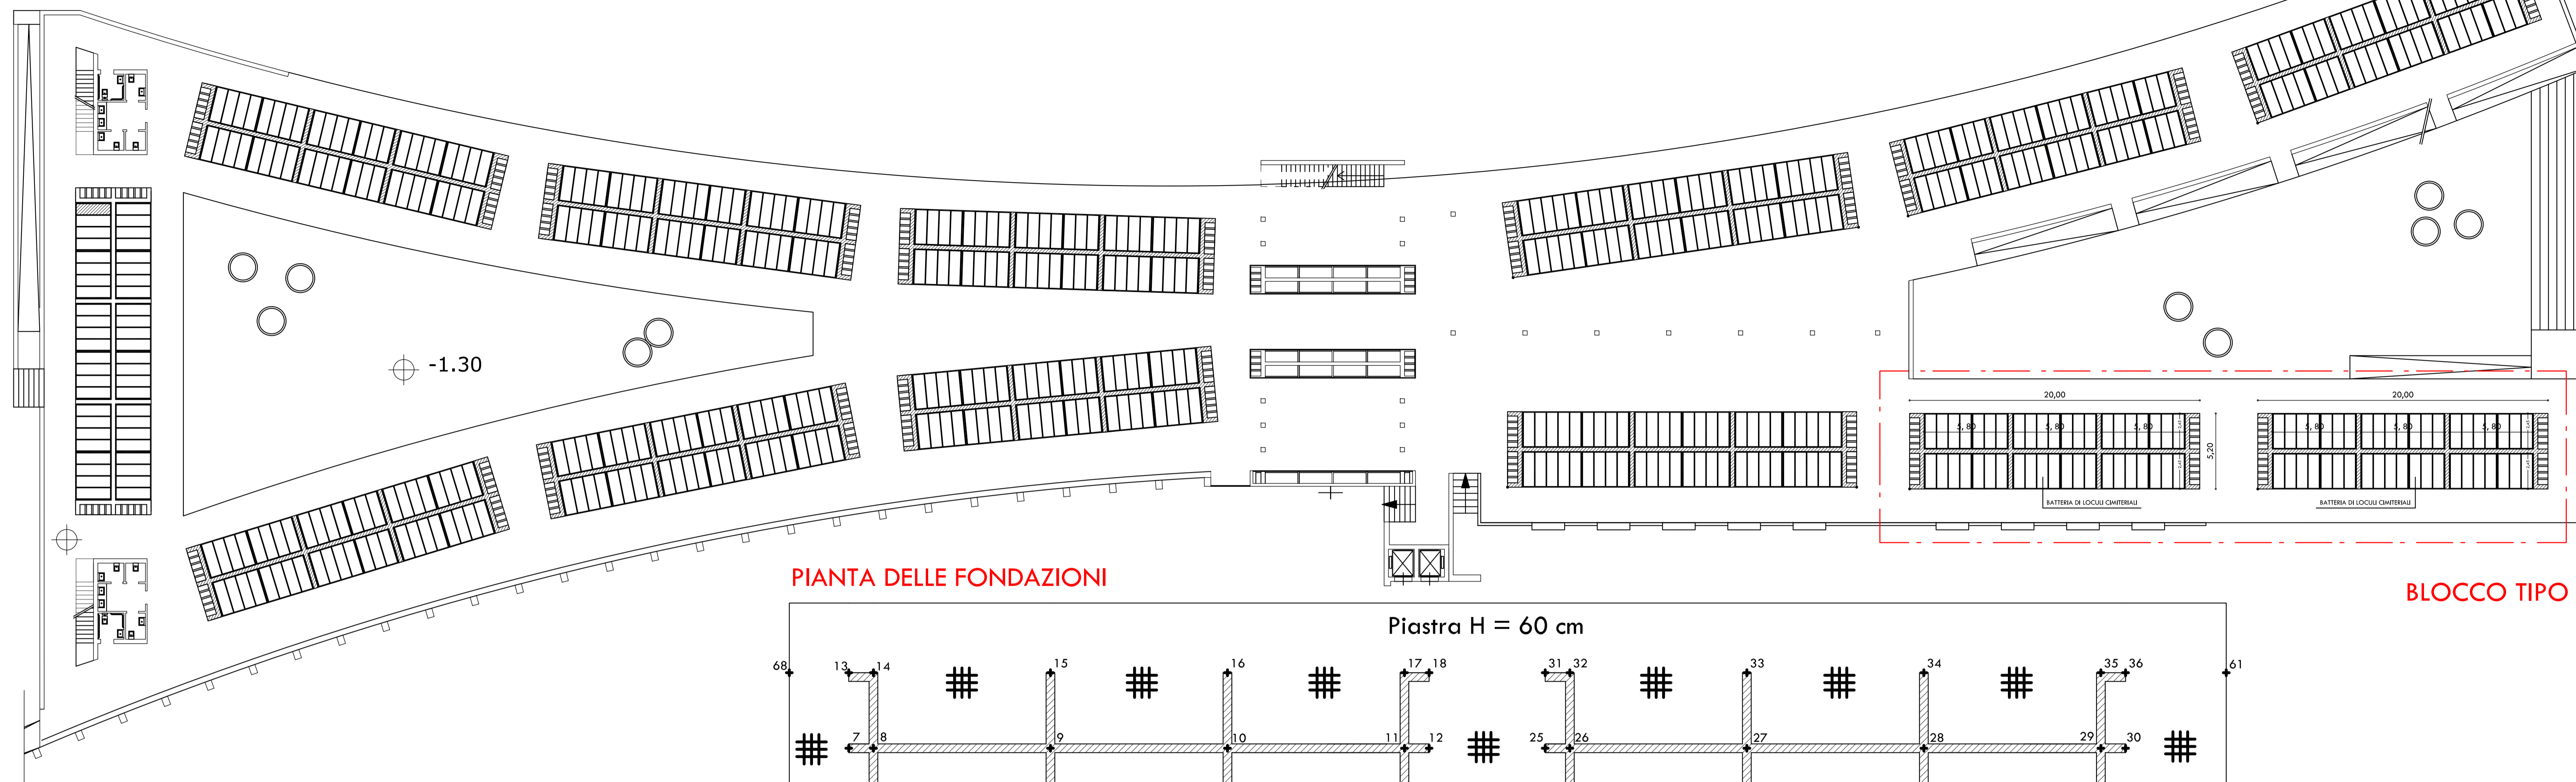 -1.30
20,00
20,00
5, 80
5, 80
5, 80
5, 80
5, 80
5, 80
5,20
BATTERIA DI LOCULI CIMITERIALI
BATTERIA DI LOCULI CIMITERIALI
PIANTA DELLE FONDAZIONI
BLOCCO TIPO
Piastra H = 60 cm
68 13 14 15 16 17 18 31 32 33 34 35 36 61
7 8 9 10 11 12 25 26 27 28 29 30